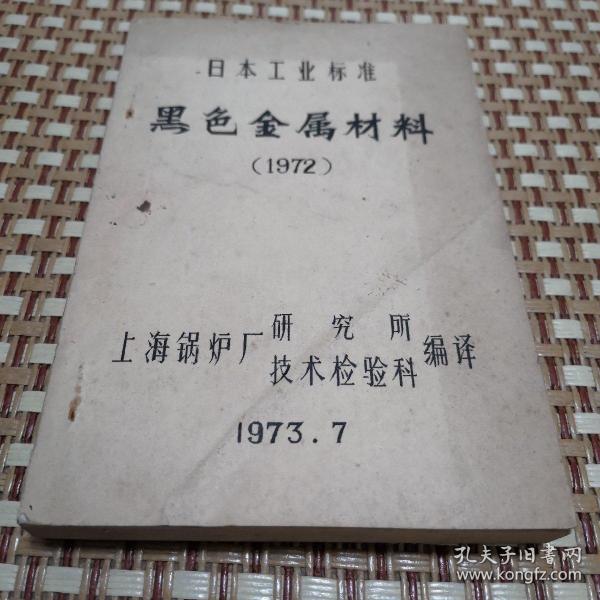 日本工业标准
黑色金属材料
(1972)
上海锅炉厂研究所技术检验科编译
1973.7
孔夫子旧书网
www.kongfz.com